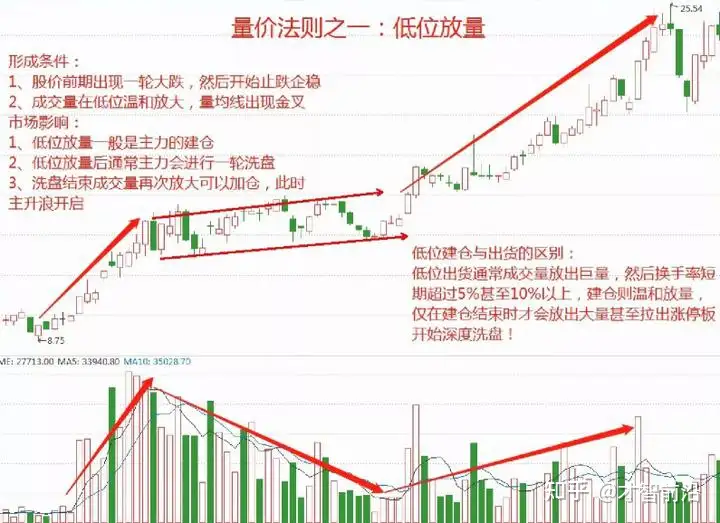 量价法则之一：低位放量
25.54
形成条件：
1、股价前期出现一轮大跌，然后开始止跌企稳
2、成交量在低位温和放大，量均线出现金叉
市场影响：
1、低位放量一般是主力的建仓
2、低位放量后通常主力会进行一轮洗盘
3、洗盘结束成交量再次放大可以加仓，此时
主升浪开启
低位建仓与出货的区别：
低位出货通常成交量放出巨量，然后换手率短
期超过5%甚至10%以上，建仓则温和放量，
仅在建仓结束时才会放出大量甚至拉出涨停板
开始深度洗盘！
8.75
ME: 27713.00 MA5: 33940.80 MA10: 35028.70
知乎 @才智前沿